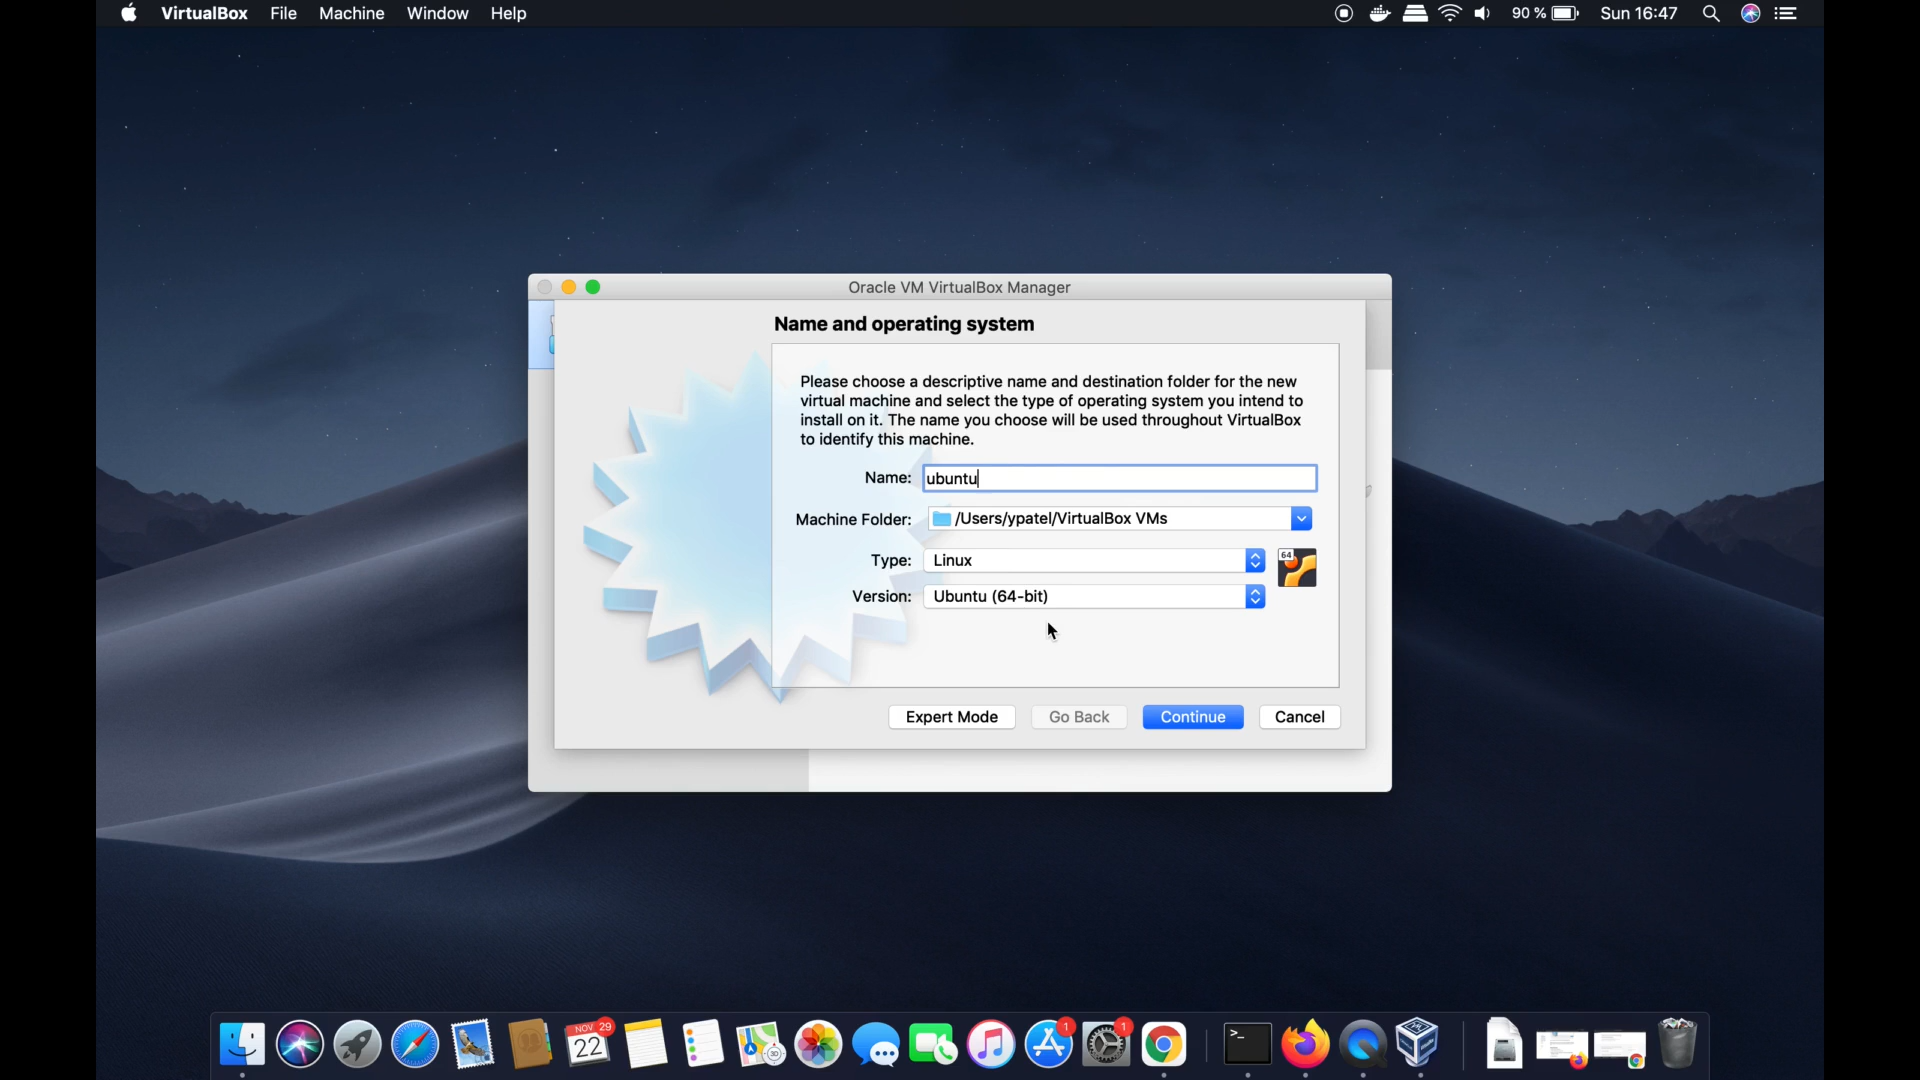 VirtualBox File Machine Window Help
90 % Sun 16:47
Oracle VM VirtualBox Manager
Name and operating system
Please choose a descriptive name and destination folder for the new
virtual machine and select the type of operating system you intend to
install on it. The name you choose will be used throughout VirtualBox
to identify this machine.
Name: ubuntu
Machine Folder: /Users/ypatel/VirtualBox VMs
Type: Linux
64
Version: Ubuntu (64-bit)
Expert Mode Go Back Continue Cancel
NOV 29
22
1
1
>_